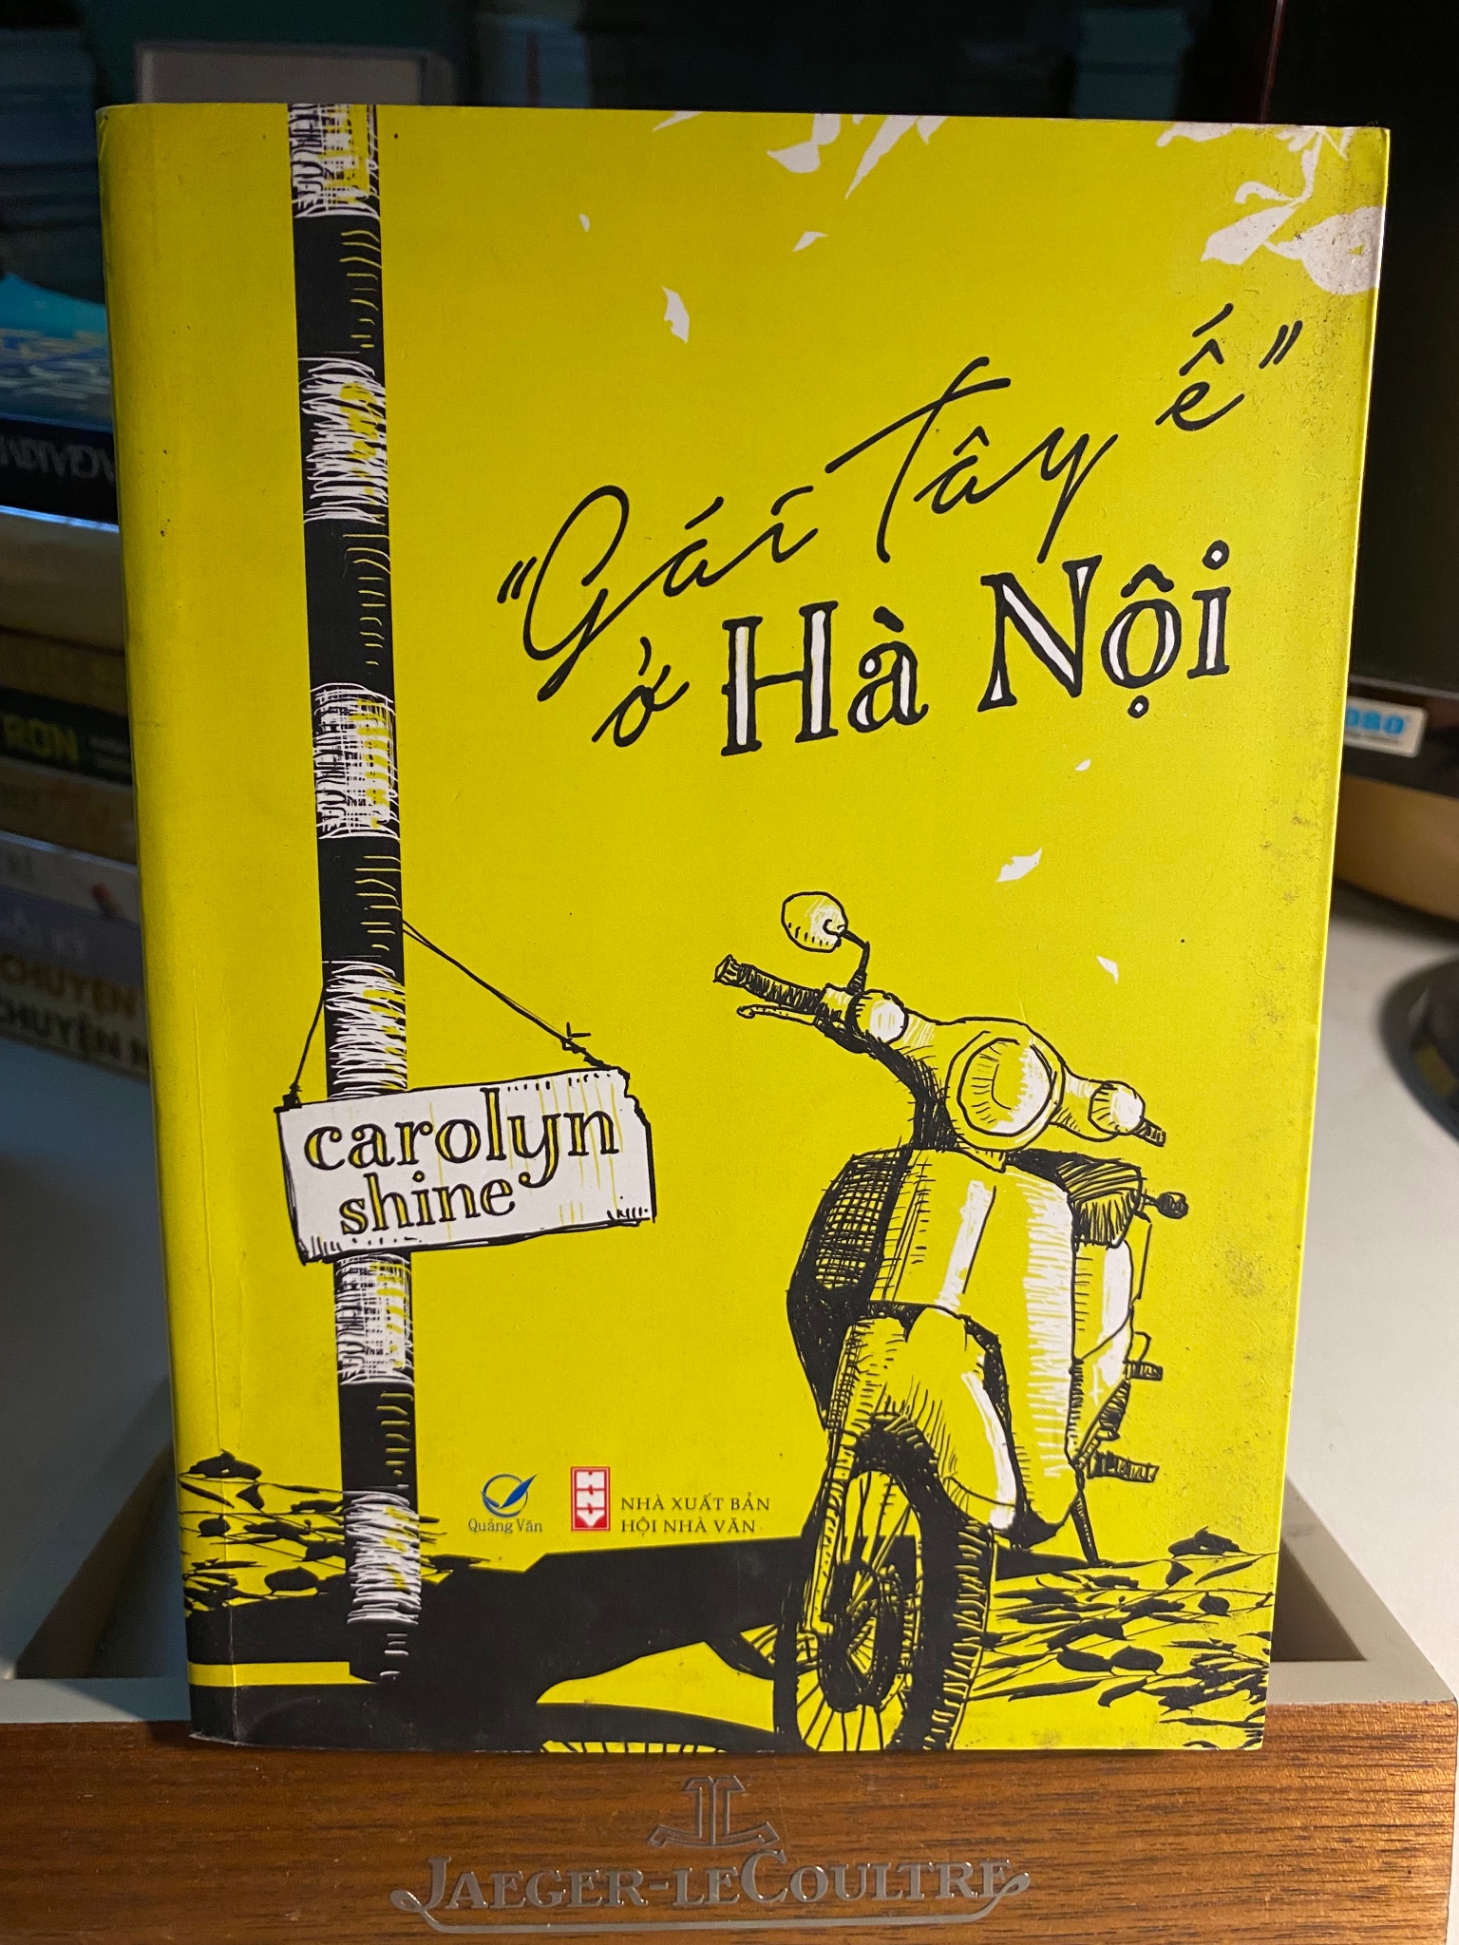 "Gái Tây ế"
ở Hà Nội
carolyn
shine
Quảng Văn
NHÀ XUẤT BẢN
HỘI NHÀ VĂN
JAEGER-LECOULTRE